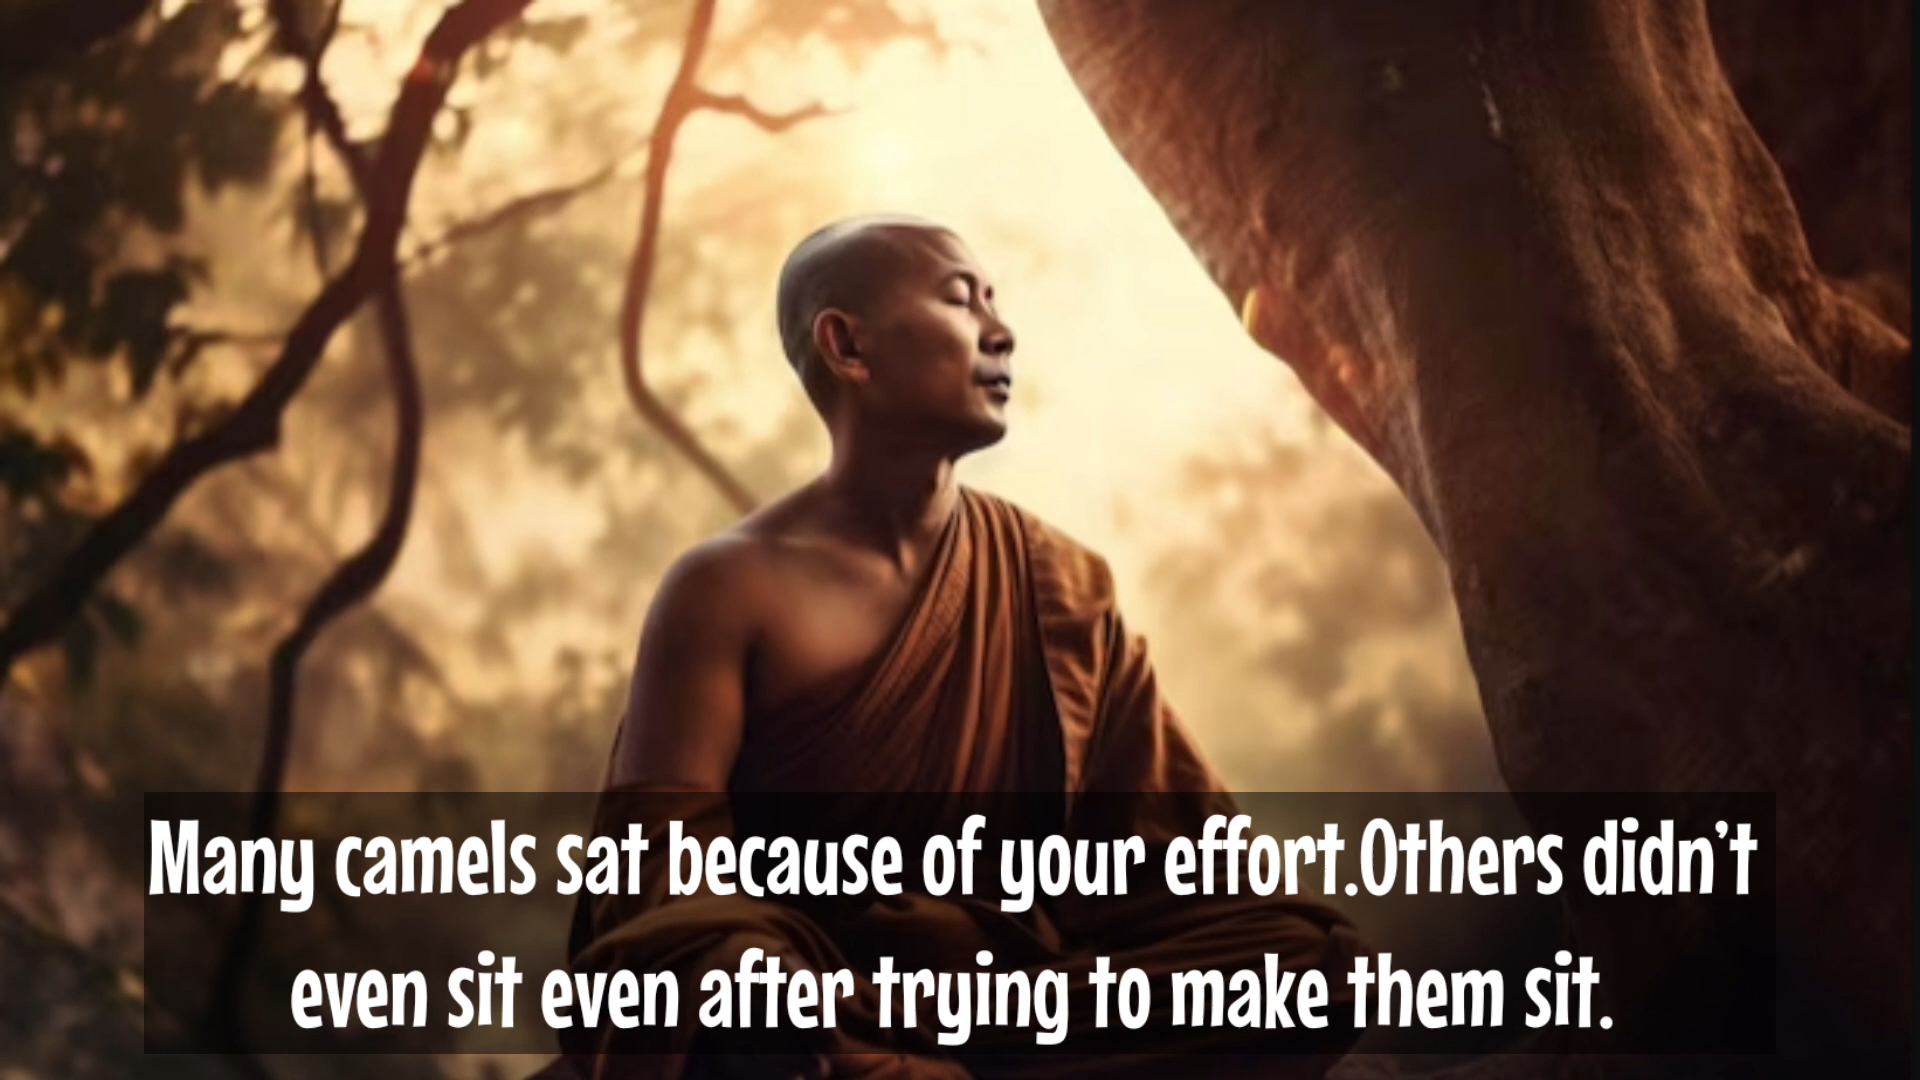 Many camels sat because of your effort.Others didn't
even sit even after trying to make them sit.